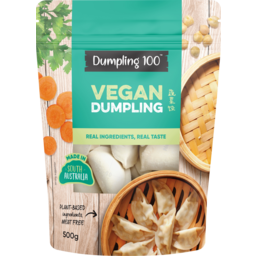 Dumpling 100
VEGAN
DUMPLING
REAL INGREDIENTS, REAL TASTE
MADE IN
SOUTH
AUSTRALIA
PLANT-BASED
ingredients
MEAT FREE!
500g